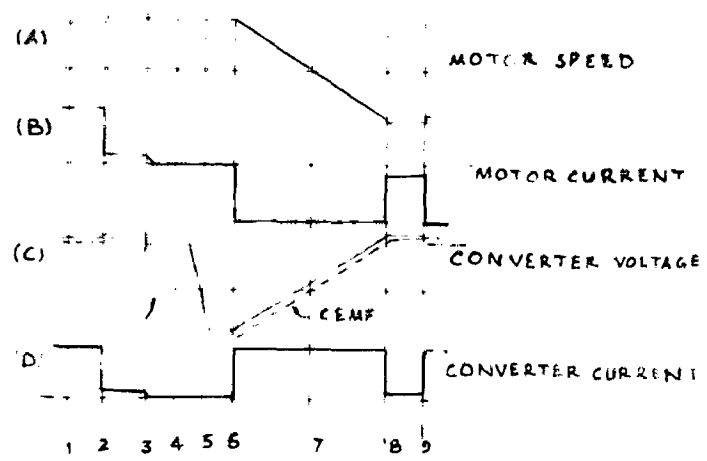 (A)
MOTOR SPEED
(B)
MOTOR CURRENT
(C)
CONVERTER VOLTAGE
CEMF
D
CONVERTER CURRENT
1 2 3 4 5 6 7 8 9